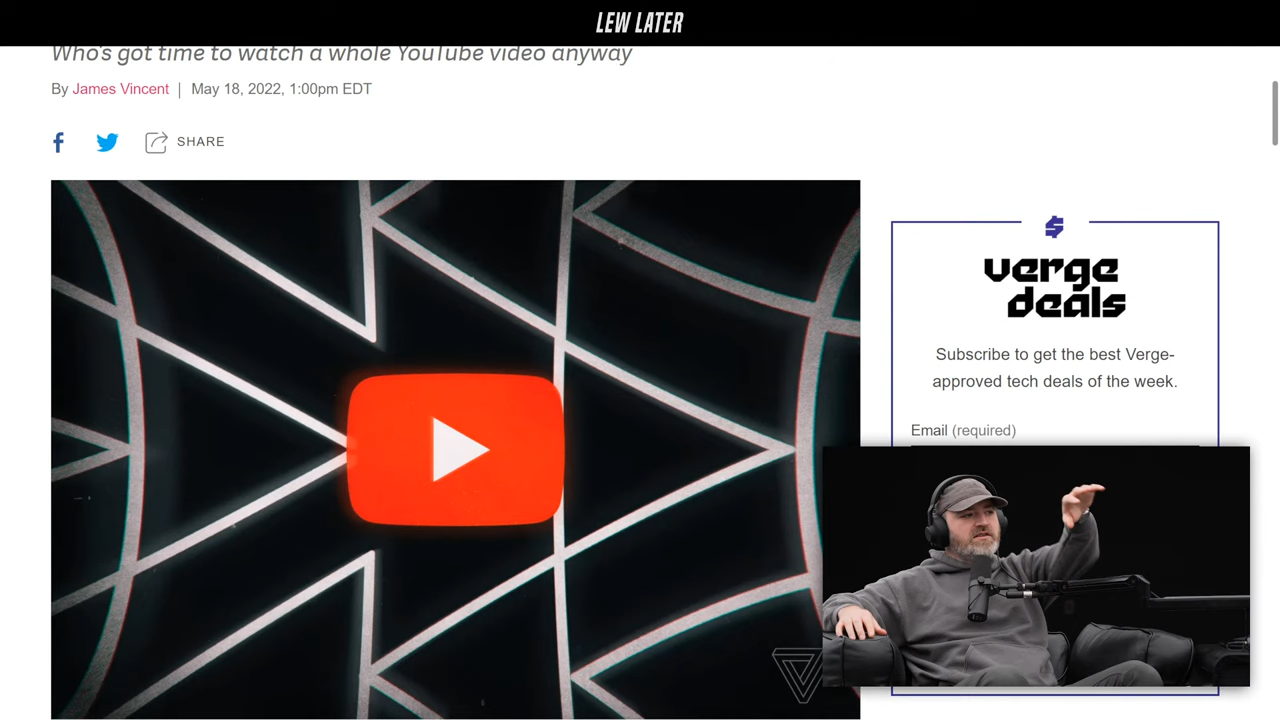 LEW LATER
Who's got time to watch a whole YouTube video anyway
By James Vincent | May 18, 2022, 1:00pm EDT
SHARE
verge
deals
Subscribe to get the best Verge-
approved tech deals of the week.
Email (required)